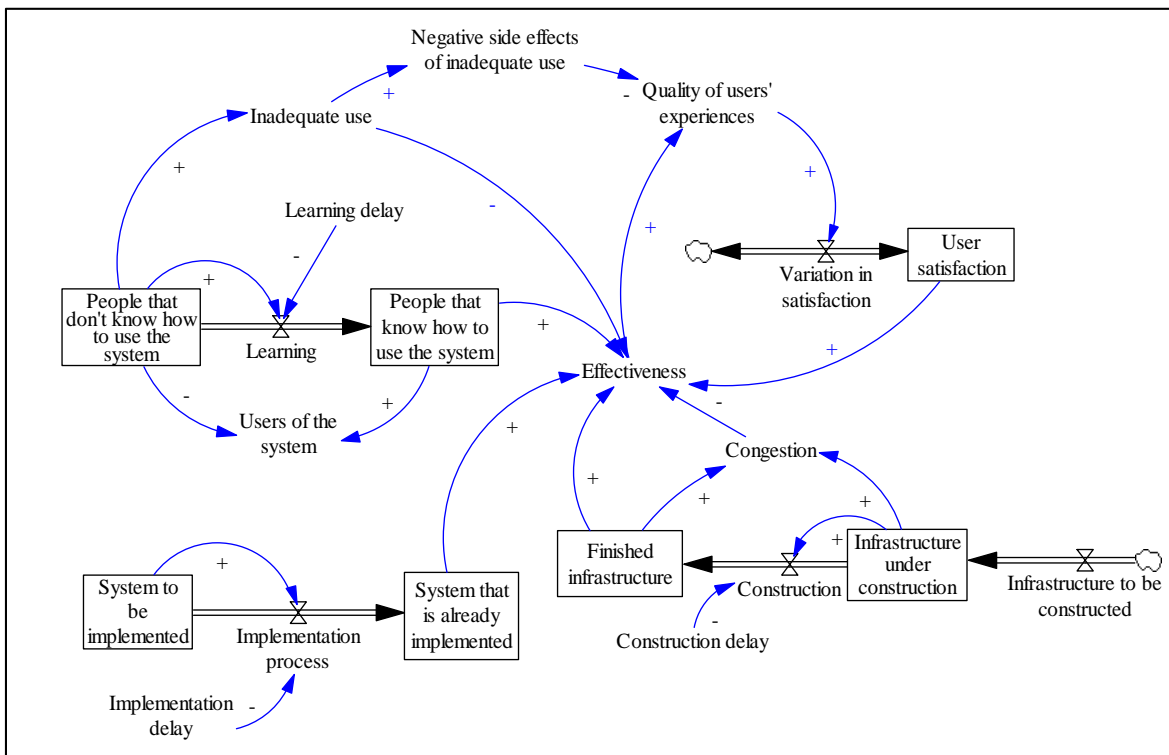 Negative side effects
of inadequate use
-
+
-
Quality of users'
experiences
Inadequate use
+
+
Learning delay
-
+
-
+
User
satisfaction
Variation in
satisfaction
+
People that
don't know how
to use the
system
Learning
People that
know how to
use the system
+
+
Effectiveness
-
+
Users of the
system
+
-
Congestion
+
+
+
+
Finished
infrastructure
Construction
Infrastructure
under
construction
Infrastructure to be
constructed
-
Construction delay
+
System to
be
implemented
Implementation
process
System that
is already
implemented
Implementation
delay
-